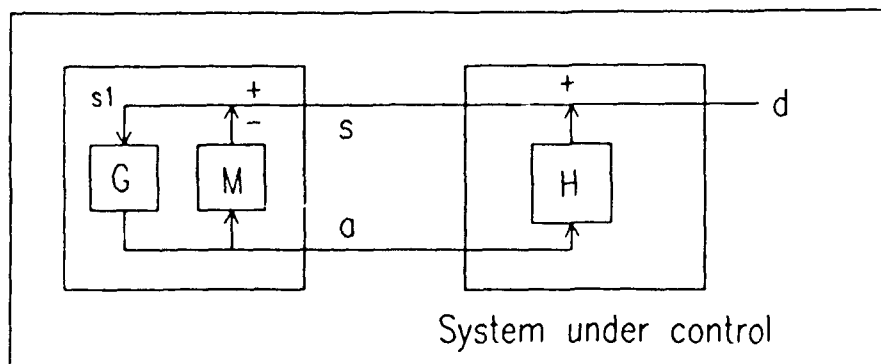 s1
+
-
s
+
d
G
M
H
a
System under control